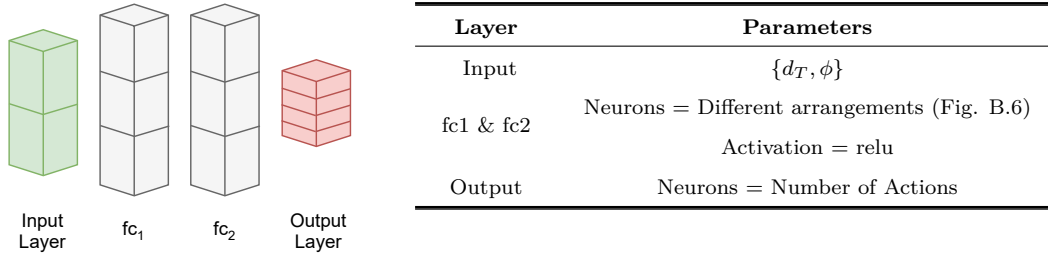 Input
Layer
fc1
fc2
Output
Layer
Layer Parameters
Input {d_T, ϕ}
fc1 & fc2 Neurons = Different arrangements (Fig. B.6)
Activation = relu
Output Neurons = Number of Actions